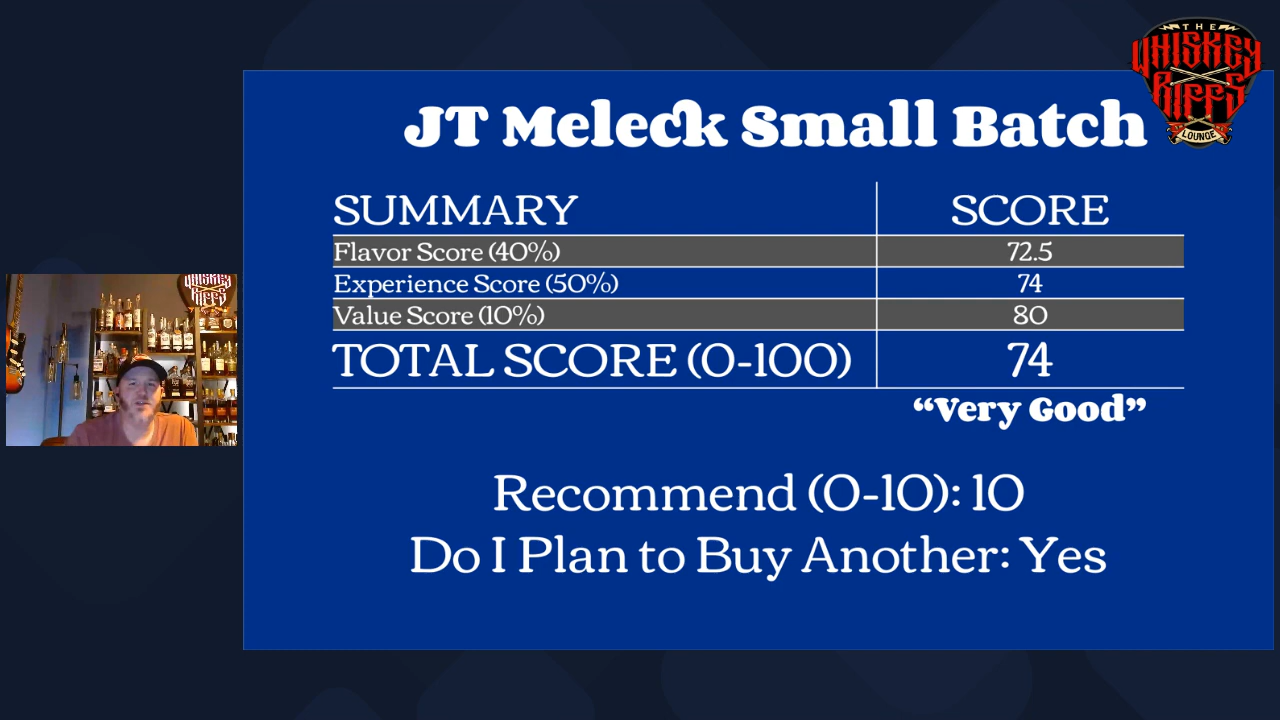 THE
WHISKEY
RIFFS
LOUNGE
JT Meleck Small Batch
SUMMARY SCORE
Flavor Score (40%) 72.5
Experience Score (50%) 74
Value Score (10%) 80
TOTAL SCORE (0-100) 74
“Very Good”
WHISKEY
RIFFS
Recommend (0-10): 10
Do I Plan to Buy Another: Yes